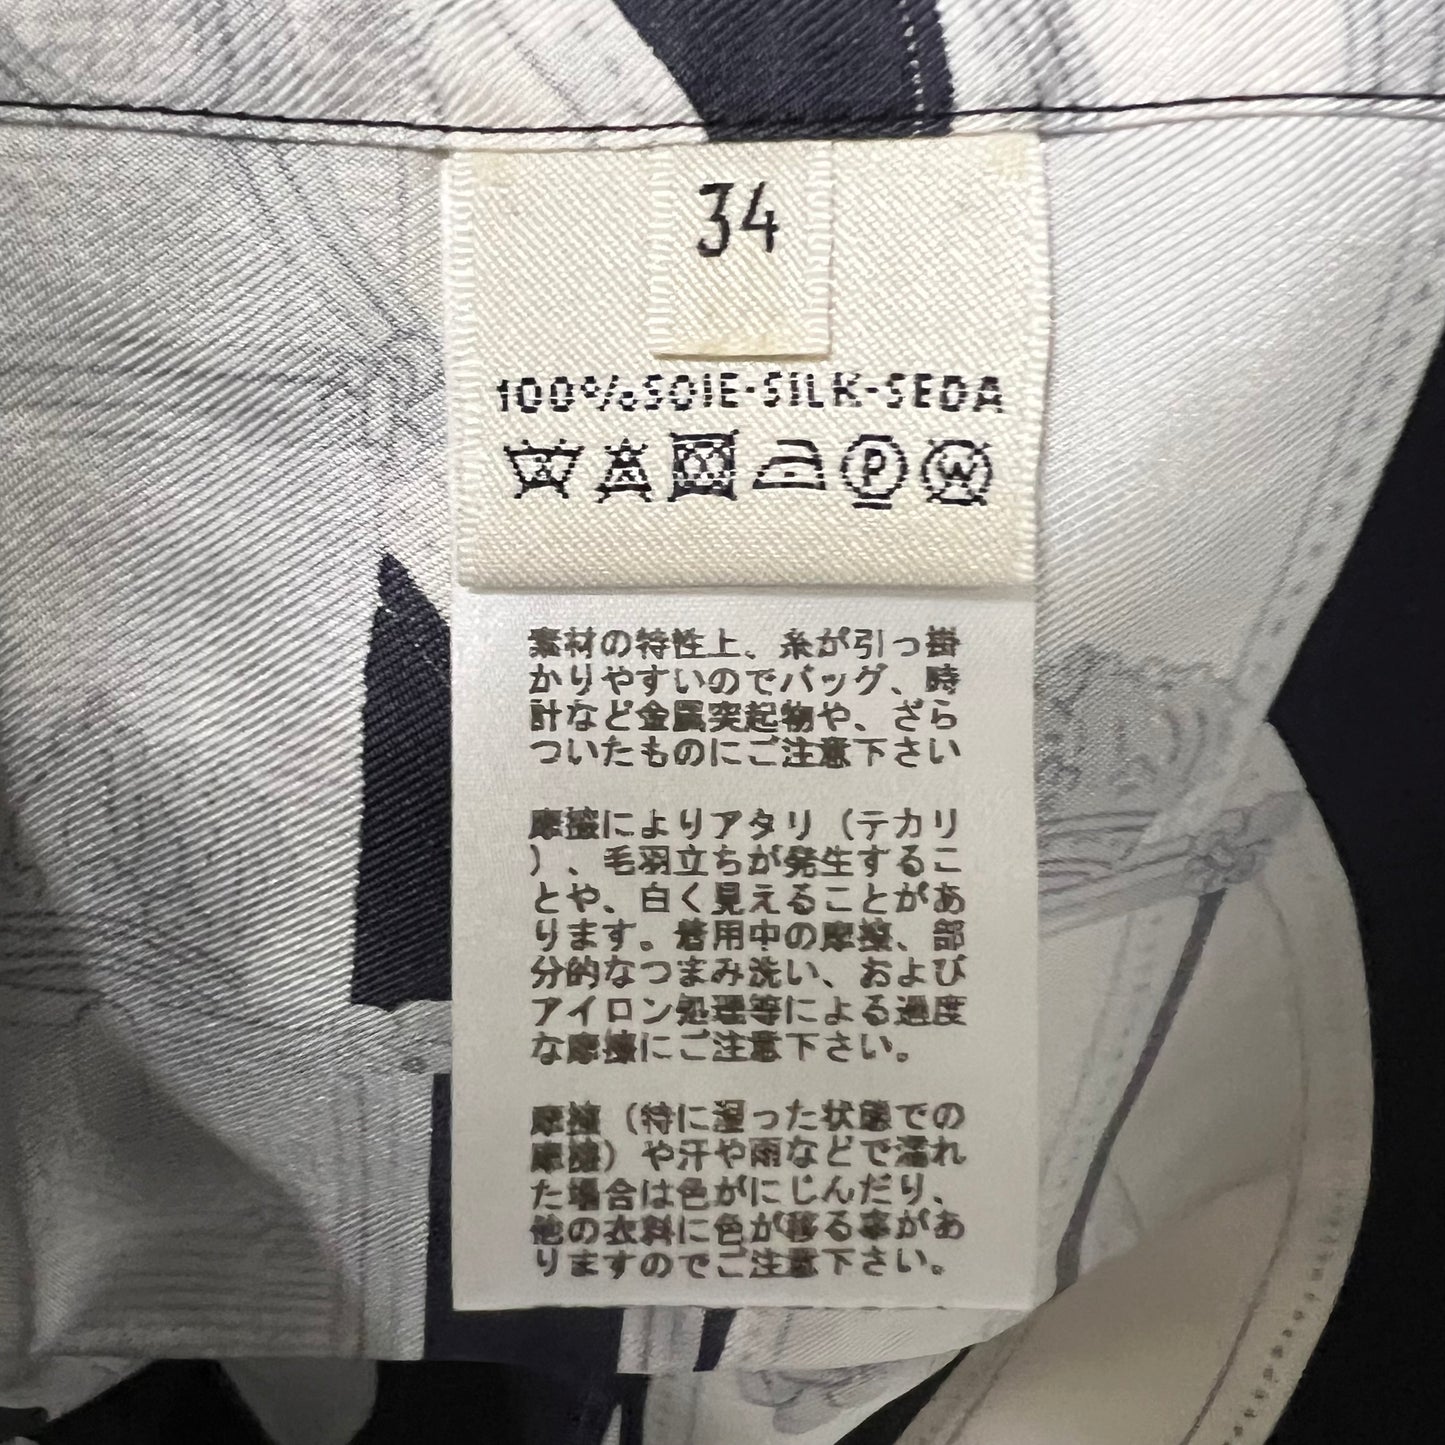 34
100%SOIE-SILK-SEDA
P W
素材の特性上、糸が引っ掛
かりやすいのでバッグ、時
計など金属突起物や、ざら
ついたものにご注意下さい
摩擦によりアタリ（テカリ
）、毛羽立ちが発生するこ
とや、白く見えることがあ
ります。着用中の摩擦、部
分的なつまみ洗い、および
アイロン処理等による過度
な摩擦にご注意下さい。
摩擦（特に湿った状態での
摩擦）や汗や雨などで濡れ
た場合は色がにじんだり、
他の衣料に色が移る事があ
りますのでご注意下さい。